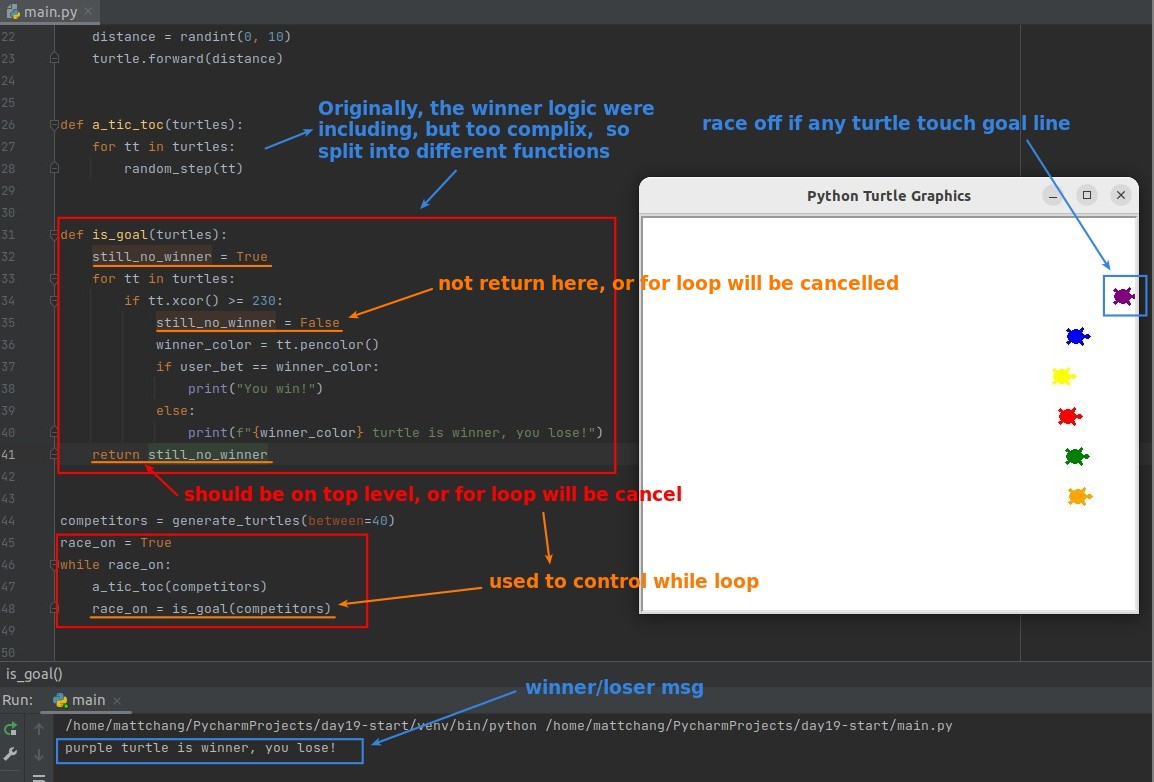 main.py
22 distance = randint(0, 10)
23 turtle.forward(distance)
24
25
26 def a_tic_toc(turtles):
27 for tt in turtles:
28 random_step(tt)
29
30
31 def is_goal(turtles):
32 still_no_winner = True
33 for tt in turtles:
34 if tt.xcor() >= 230:
35 still_no_winner = False
36 winner_color = tt.pencolor()
37 if user_bet == winner_color:
38 print("You win!")
39 else:
40 print(f"{winner_color} turtle is winner, you lose!")
41 return still_no_winner
42
43
44 competitors = generate_turtles(between=40)
45 race_on = True
46 while race_on:
47 a_tic_toc(competitors)
48 race_on = is_goal(competitors)
49
50
Originally, the winner logic were
including, but too complix, so
split into different functions
race off if any turtle touch goal line
Python Turtle Graphics
not return here, or for loop will be cancelled
should be on top level, or for loop will be cancel
used to control while loop
is_goal()
Run: main
winner/loser msg
/home/mattchang/PycharmProjects/day19-start/venv/bin/python /home/mattchang/PycharmProjects/day19-start/main.py
purple turtle is winner, you lose!